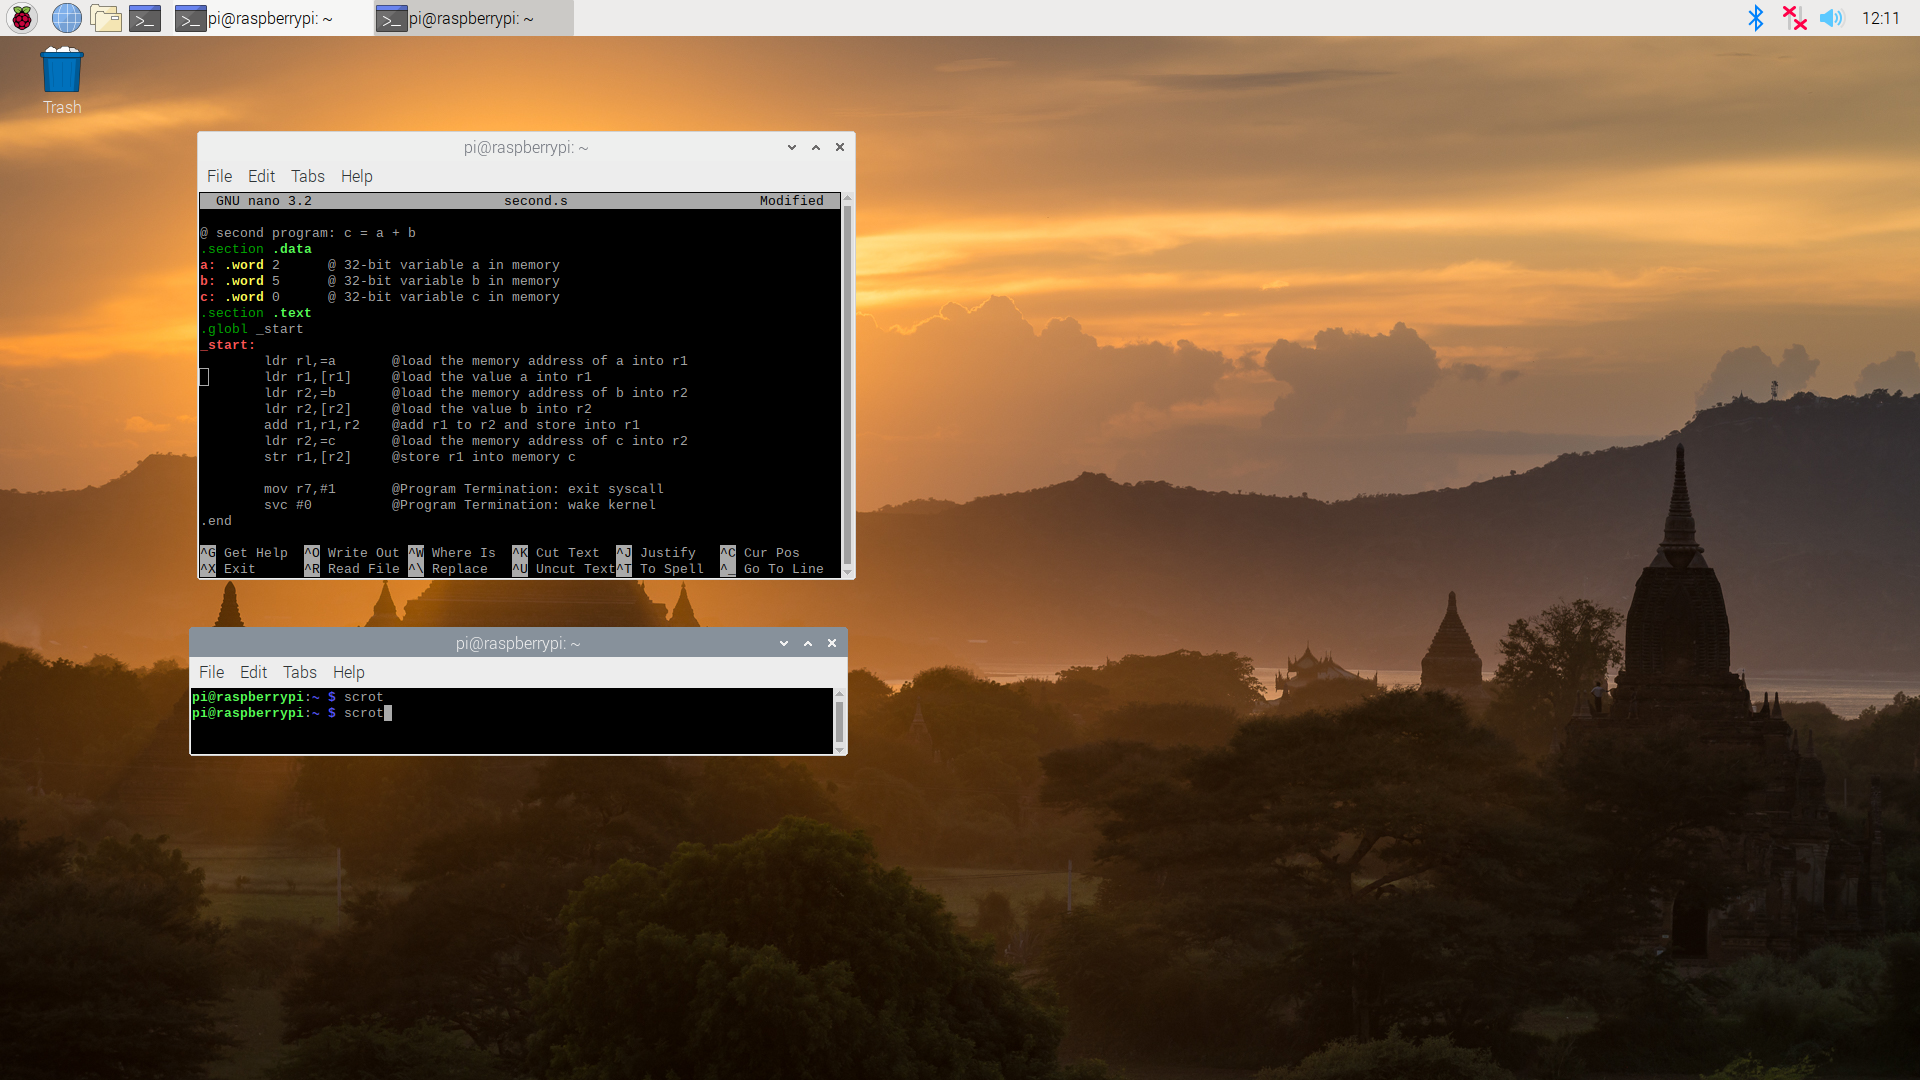 pi@raspberrypi: ~
pi@raspberrypi: ~
12:11
Trash
pi@raspberrypi: ~
File Edit Tabs Help
GNU nano 3.2 second.s Modified
@ second program: c = a + b
.section .data
a: .word 2 @ 32-bit variable a in memory
b: .word 5 @ 32-bit variable b in memory
c: .word 0 @ 32-bit variable c in memory
.section .text
.globl _start
_start:
ldr rl,=a @load the memory address of a into r1
ldr r1,[r1] @load the value a into r1
ldr r2,=b @load the memory address of b into r2
ldr r2,[r2] @load the value b into r2
add r1,r1,r2 @add r1 to r2 and store into r1
ldr r2,=c @load the memory address of c into r2
str r1,[r2] @store r1 into memory c
mov r7,#1 @Program Termination: exit syscall
svc #0 @Program Termination: wake kernel
.end
^G Get Help ^O Write Out ^W Where Is ^K Cut Text ^J Justify ^C Cur Pos
^X Exit ^R Read File ^\ Replace ^U Uncut Text ^T To Spell ^_ Go To Line
pi@raspberrypi: ~
File Edit Tabs Help
pi@raspberrypi:~ $ scrot
pi@raspberrypi:~ $ scrot